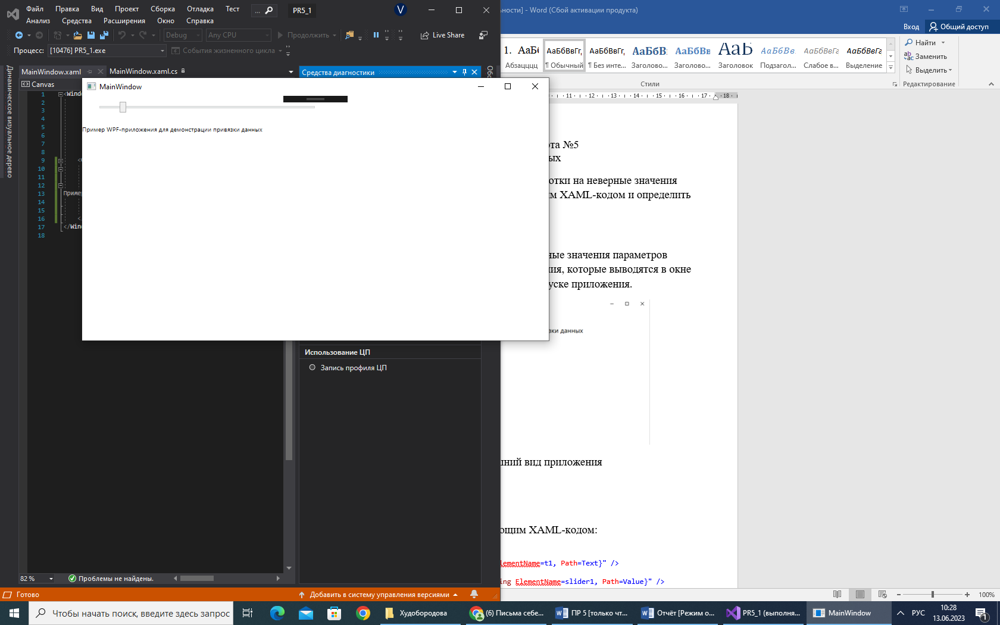 Файл Правка Вид Проект Сборка Отладка Тест ... PR5_1 V
Анализ Средства Расширения Окно Справка
Debug Any CPU Продолжить Live Share
Процесс: [10476] PR5_1.exe События жизненного цикла
Динамическое визуальное дерево
MainWindow.xaml MainWindow.xaml.cs
Средства диагностики
Canvas
MainWindow
Пример WPF-приложения для демонстрации привязки данных
1 <Wind
2
3
4
5
6
7
8
9
10
11
12
13 Приме
14
15
16
17 </Wind
18
Использование ЦП
Запись профиля ЦП
82 % Проблемы не найдены.
Готово Добавить в систему управления версиями
ьности] - Word (Сбой активации продукта)
Вход Общий доступ
1. АаБб АаБбВвГг, АаБбВвГг, АаБбВ АаБбВв АаБ АаБбВв. АаБбВвГг АаБбВвГг
Абзацццц ¶ Обычный ¶ Без инте... Заголово... Заголово... Заголовок Подзагол... Слабое в... Выделение
Стили
Найти
Заменить
Выделить
Редактирование
11 12 13 14 15 16 17 18
та №5
ых
отки на неверные значения
м XAML-кодом и определить
ные значения параметров
ия, которые выводятся в окне
уске приложения.
зки данных
ний вид приложения
ощим XAML-кодом:
lementName=t1, Path=Text}" />
ing ElementName=slider1, Path=Value}" />
100%
Чтобы начать поиск, введите здесь запрос
Худобородова
(6) Письма себе...
ПР 5 [только чт...
Отчёт [Режим о...
PR5_1 (выполня...
MainWindow
РУС
10:28
13.06.2023
1